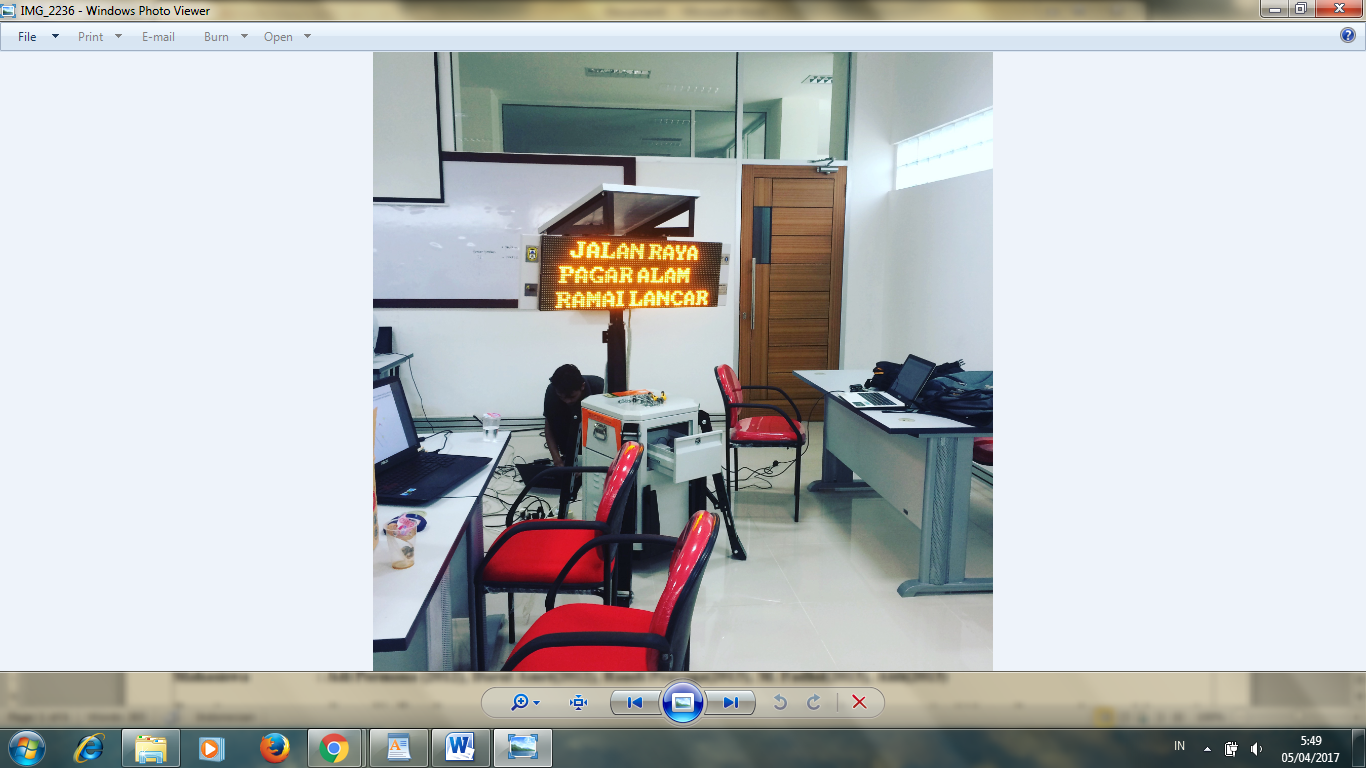 IMG_2236 - Windows Photo Viewer
File Print E-mail Burn Open
JALAN RAYA
PAGAR ALAM
RAMAI LANCAR
IN
5:49
05/04/2017